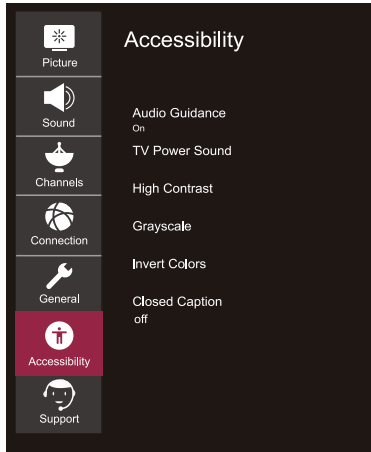 Picture
Sound
Channels
Connection
General
Accessibility
Support
Accessibility
Audio Guidance
On
TV Power Sound
High Contrast
Grayscale
Invert Colors
Closed Caption
off